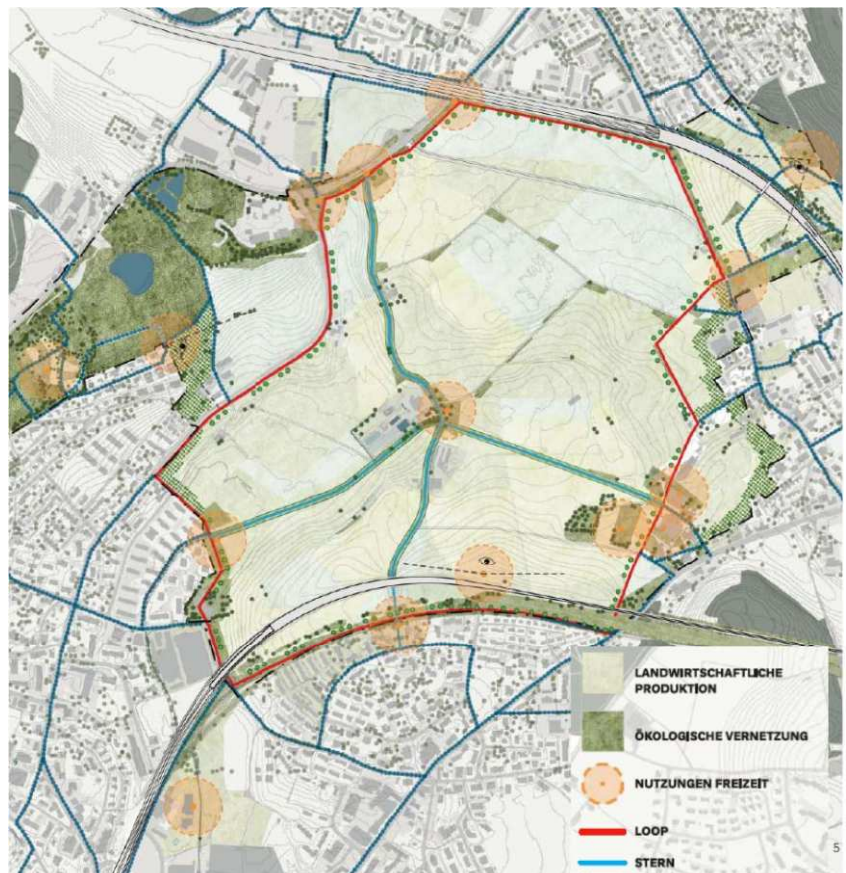 LANDWIRTSCHAFTLICHE
PRODUKTION
ÖKOLOGISCHE VERNETZUNG
NUTZUNGEN FREIZEIT
LOOP
5
STERN